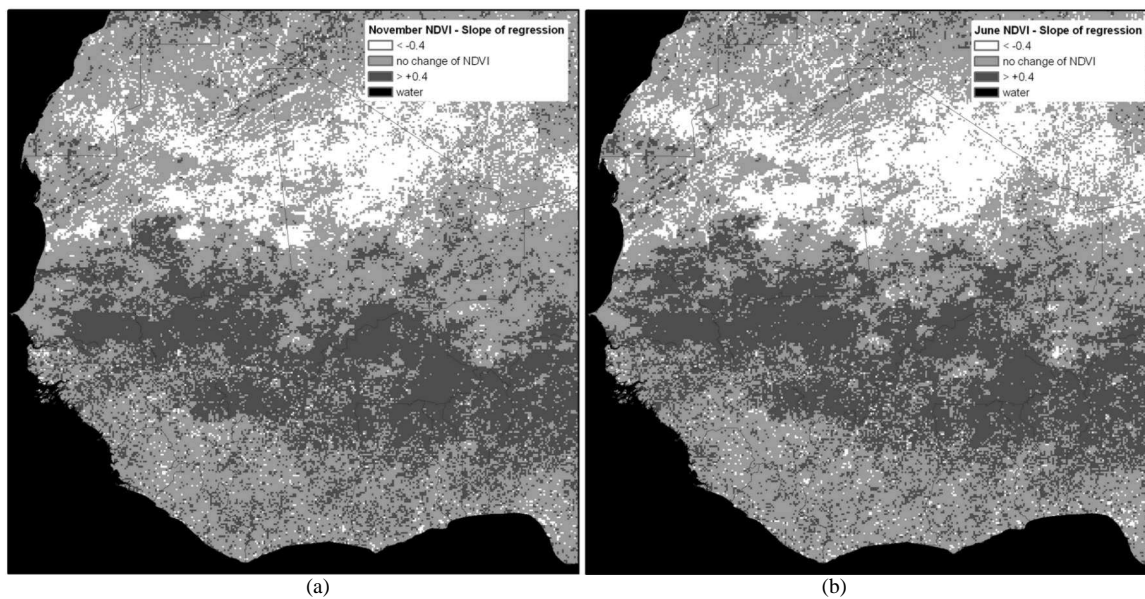 November NDVI - Slope of regression
< -0.4
no change of NDVI
> +0.4
water
June NDVI - Slope of regression
< -0.4
no change of NDVI
> +0.4
water
(a)
(b)